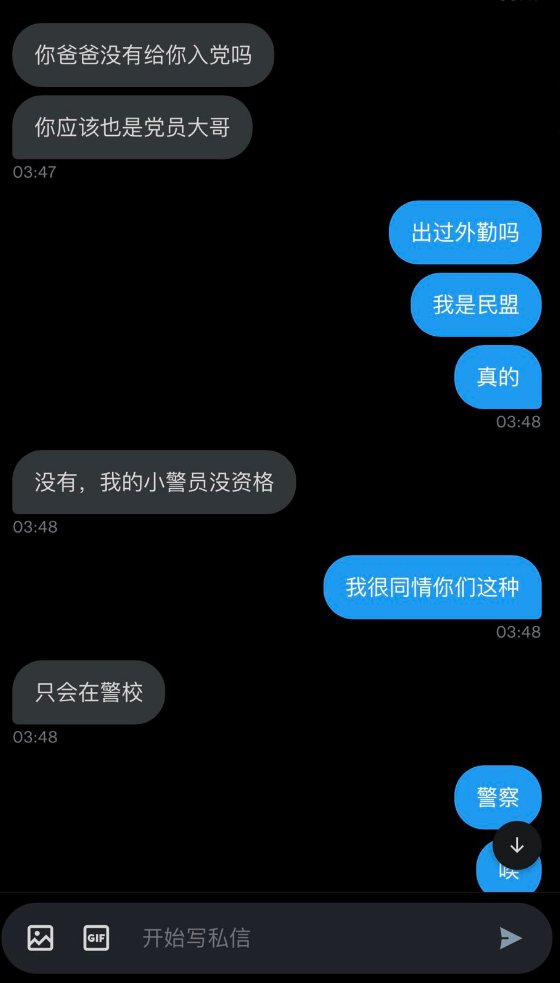 你爸爸没有给你入党吗
你应该也是党员大哥
03:47
出过外勤吗
我是民盟
真的
03:48
没有，我的小警员没资格
03:48
我很同情你们这种
03:48
只会在警校
03:48
警察
GIF
开始写私信